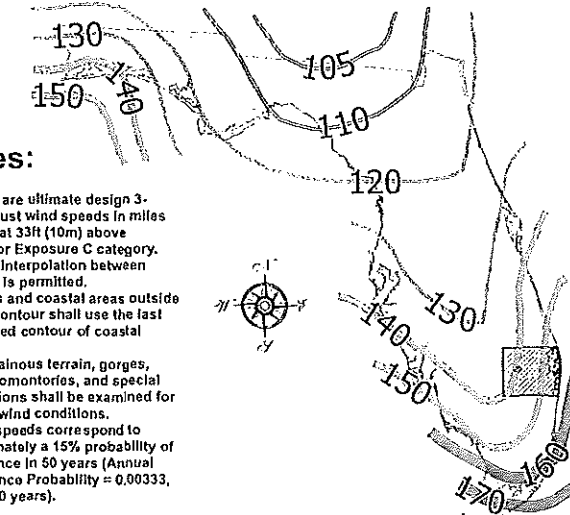 130
105
150
140
110
es:
120
are ultimate design 3-
ust wind speeds in miles
at 33ft (10m) above
or Exposure C category.
Interpolation between
is permitted.
s and coastal areas outside
ontour shall use the last
ed contour of coastal
130
140
ainous terrain, gorges,
omontories, and special
ions shall be examined for
wind conditions.
150
speeds correspond to
nately a 15% probability of
nce in 50 years (Annual
nce Probability = 0.00333,
0 years).
160
170